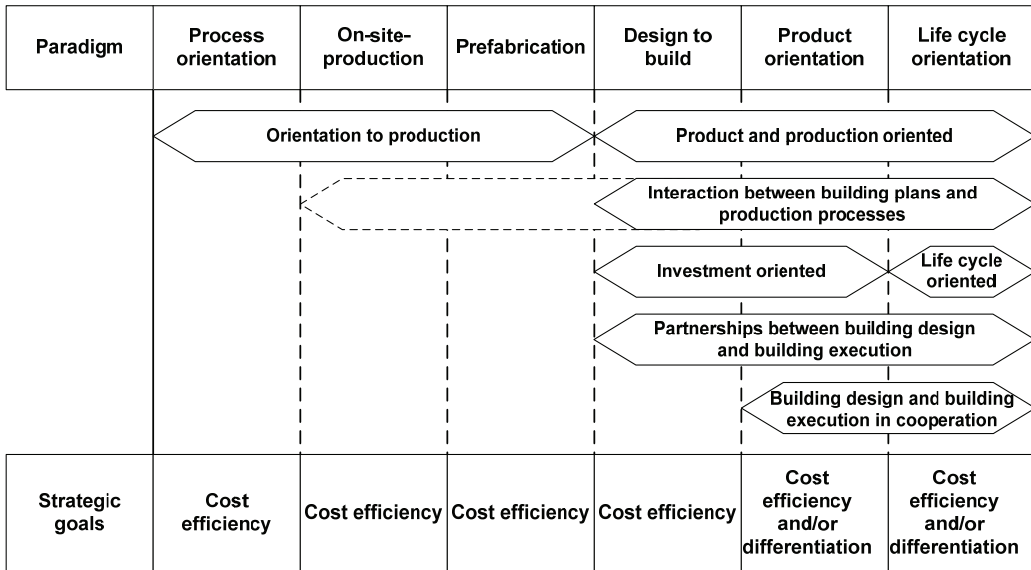 Paradigm
Process
orientation
On-site-
production
Prefabrication
Design to
build
Product
orientation
Life cycle
orientation
Orientation to production
Product and production oriented
Interaction between building plans and
production processes
Investment oriented
Life cycle
oriented
Partnerships between building design
and building execution
Building design and building
execution in cooperation
Strategic
goals
Cost
efficiency
Cost efficiency
Cost efficiency
Cost efficiency
Cost
efficiency
and/or
differentiation
Cost
efficiency
and/or
differentiation